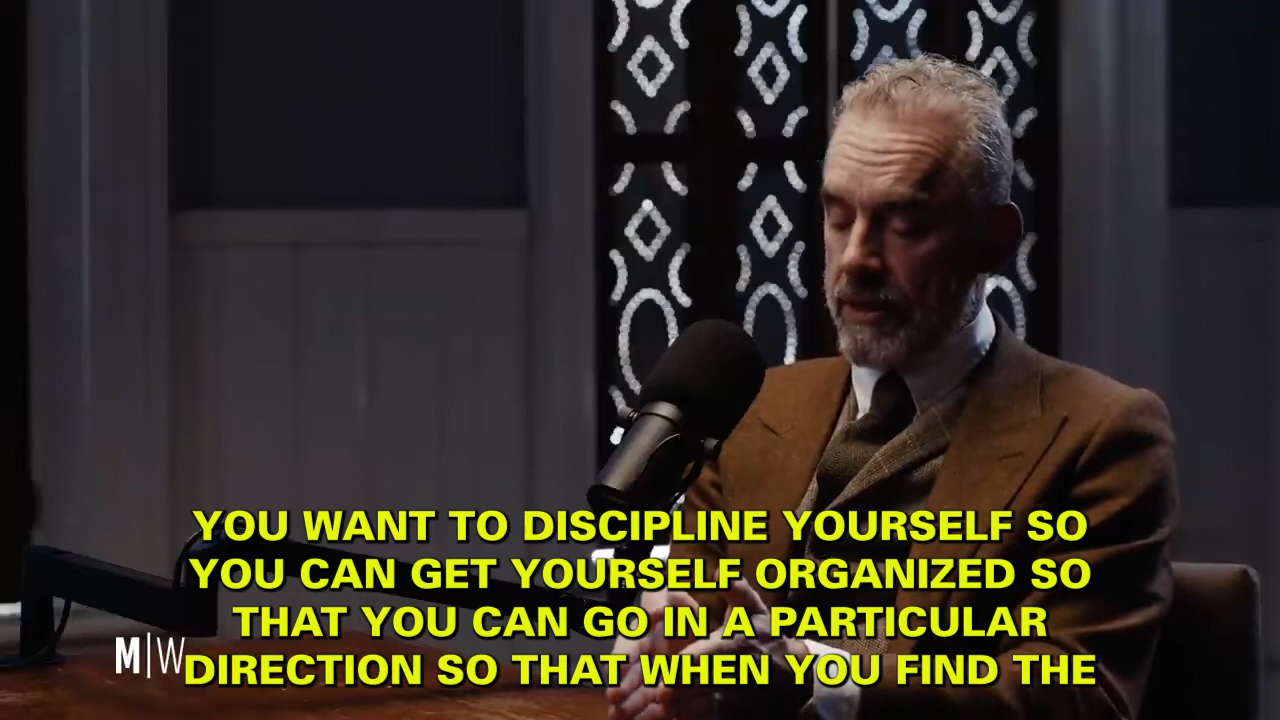 YOU WANT TO DISCIPLINE YOURSELF SO
YOU CAN GET YOURSELF ORGANIZED SO
THAT YOU CAN GO IN A PARTICULAR
DIRECTION SO THAT WHEN YOU FIND THE
M|W